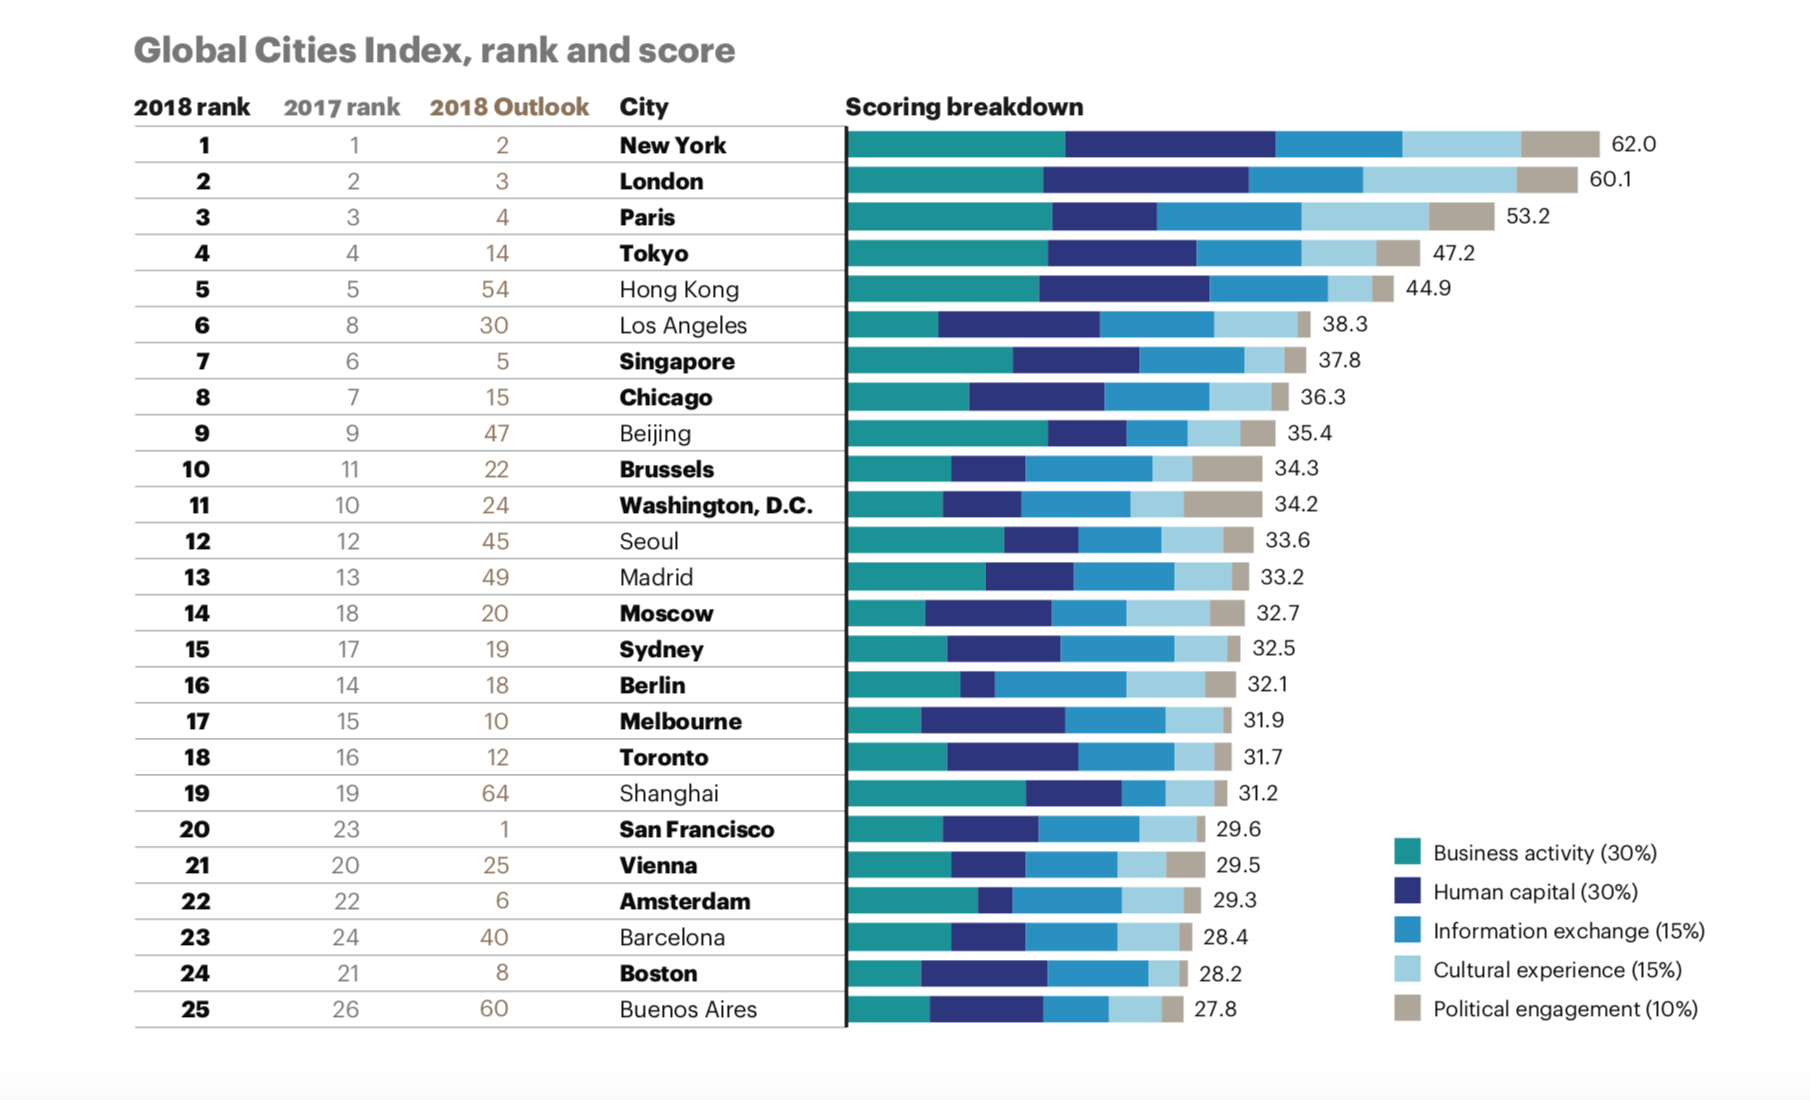 Global Cities Index, rank and score
2018 rank 2017 rank 2018 Outlook City Scoring breakdown
1 1 2 New York 62.0
2 2 3 London 60.1
3 3 4 Paris 53.2
4 4 14 Tokyo 47.2
5 5 54 Hong Kong 44.9
6 8 30 Los Angeles 38.3
7 6 5 Singapore 37.8
8 7 15 Chicago 36.3
9 9 47 Beijing 35.4
10 11 22 Brussels 34.3
11 10 24 Washington, D.C. 34.2
12 12 45 Seoul 33.6
13 13 49 Madrid 33.2
14 18 20 Moscow 32.7
15 17 19 Sydney 32.5
16 14 18 Berlin 32.1
17 15 10 Melbourne 31.9
18 16 12 Toronto 31.7
19 19 64 Shanghai 31.2
20 23 1 San Francisco 29.6
21 20 25 Vienna 29.5
22 22 6 Amsterdam 29.3
23 24 40 Barcelona 28.4
24 21 8 Boston 28.2
25 26 60 Buenos Aires 27.8
Business activity (30%)
Human capital (30%)
Information exchange (15%)
Cultural experience (15%)
Political engagement (10%)